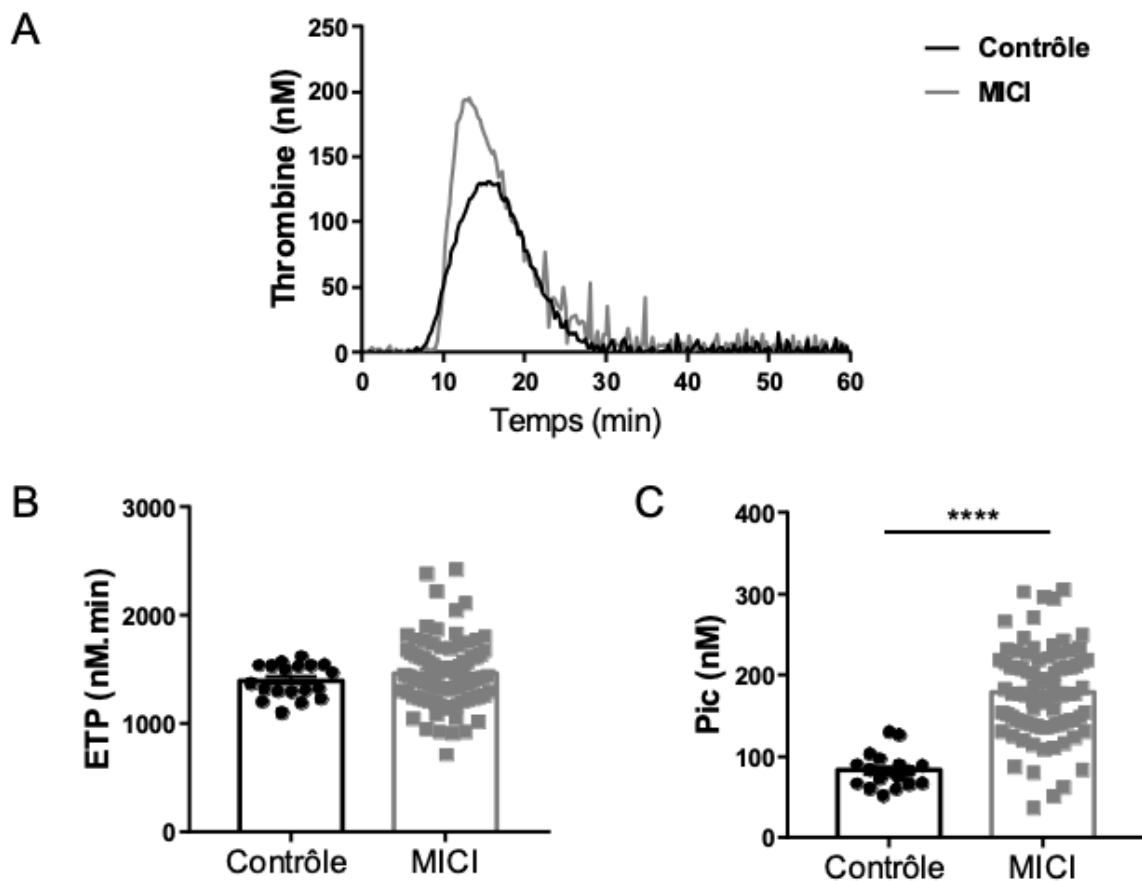 A
Thrombine (nM)
250
200
150
100
50
0
0 10 20 30 40 50 60
Temps (min)
Contrôle
MICI
B
ETP (nM.min)
3000
2000
1000
0
Contrôle MICI
C
Pic (nM)
400
300
200
100
0
****
Contrôle MICI